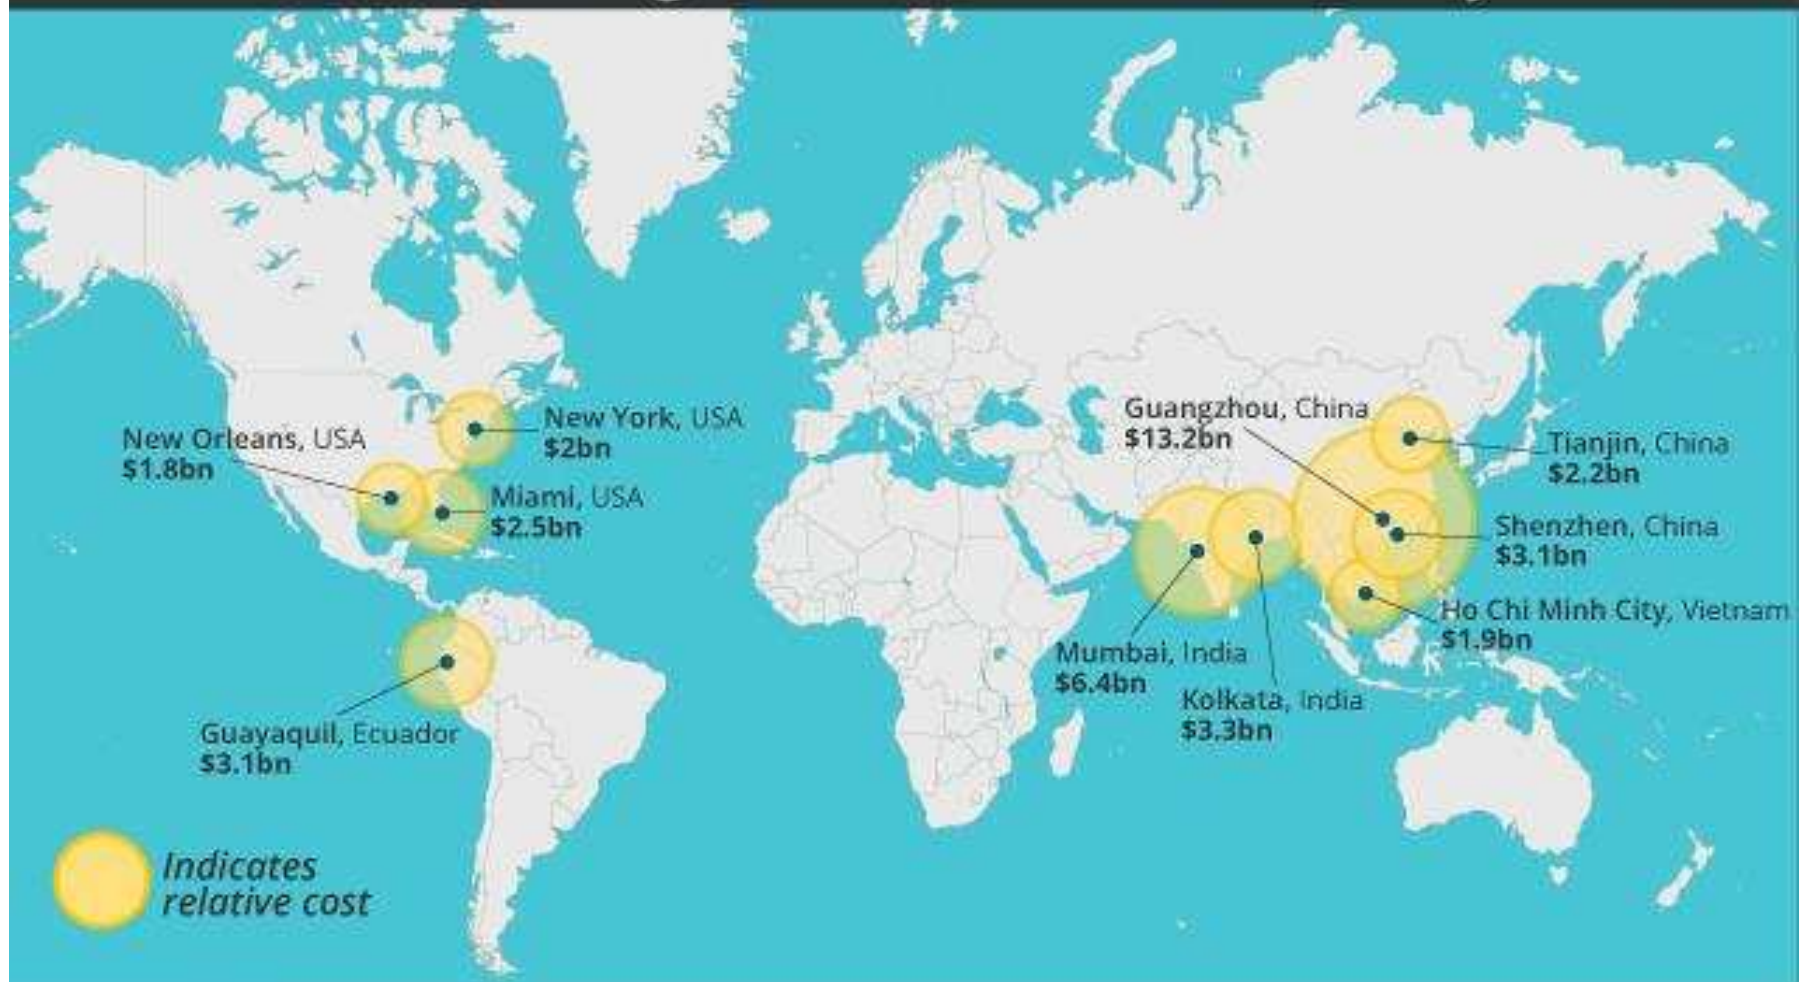 New York, USA
$2bn
New Orleans, USA
$1.8bn
Miami, USA
$2.5bn
Guayaquil, Ecuador
$3.1bn
Guangzhou, China
$13.2bn
Tianjin, China
$2.2bn
Shenzhen, China
$3.1bn
Ho Chi Minh City, Vietnam
$1.9bn
Mumbai, India
$6.4bn
Kolkata, India
$3.3bn
Indicates
relative cost